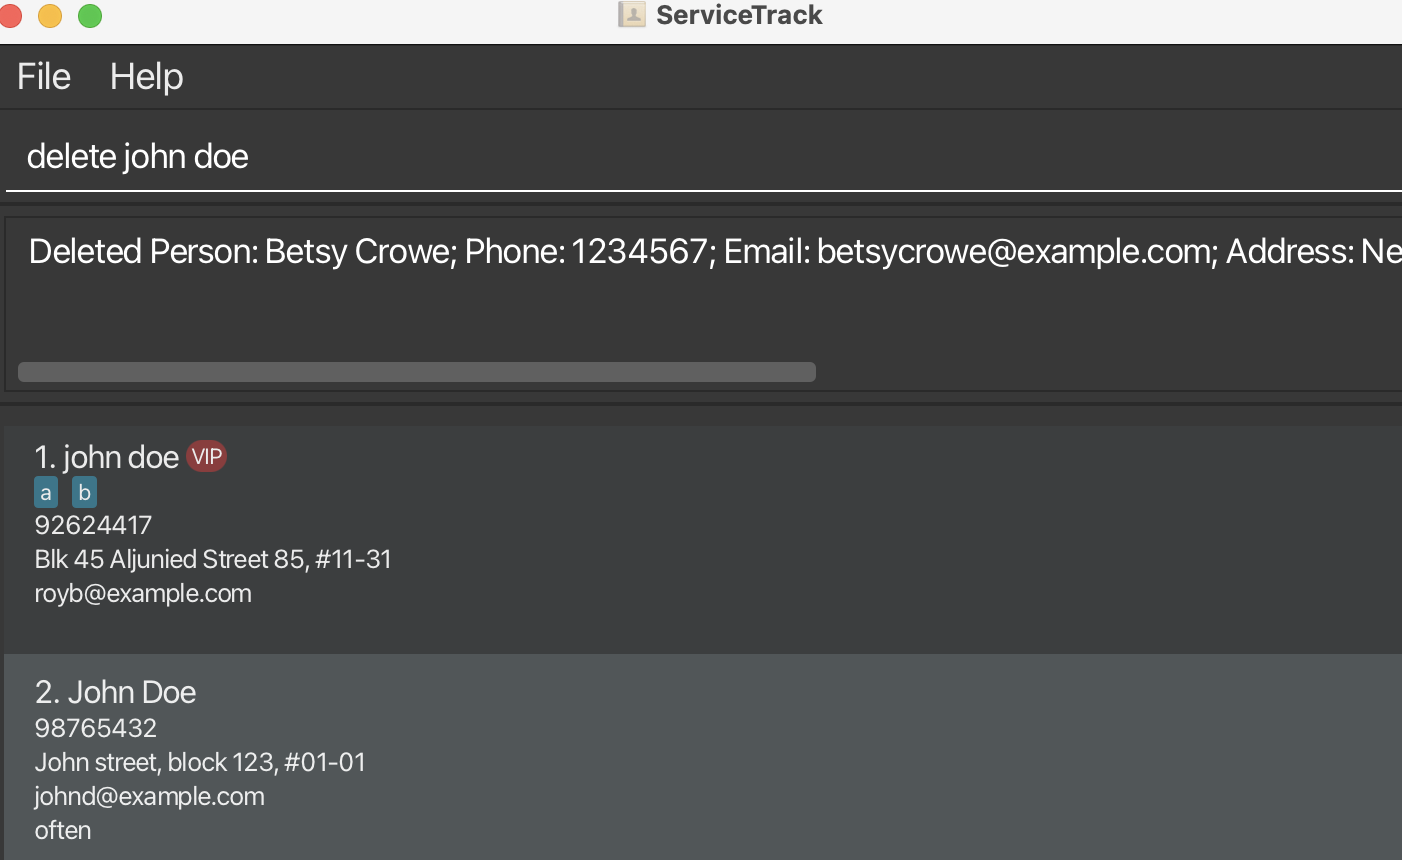 ServiceTrack
File Help
delete john doe
Deleted Person: Betsy Crowe; Phone: 1234567; Email: betsycrowe@example.com; Address: Ne
1. john doe VIP
a b
92624417
Blk 45 Aljunied Street 85, #11-31
royb@example.com
2. John Doe
98765432
John street, block 123, #01-01
johnd@example.com
often